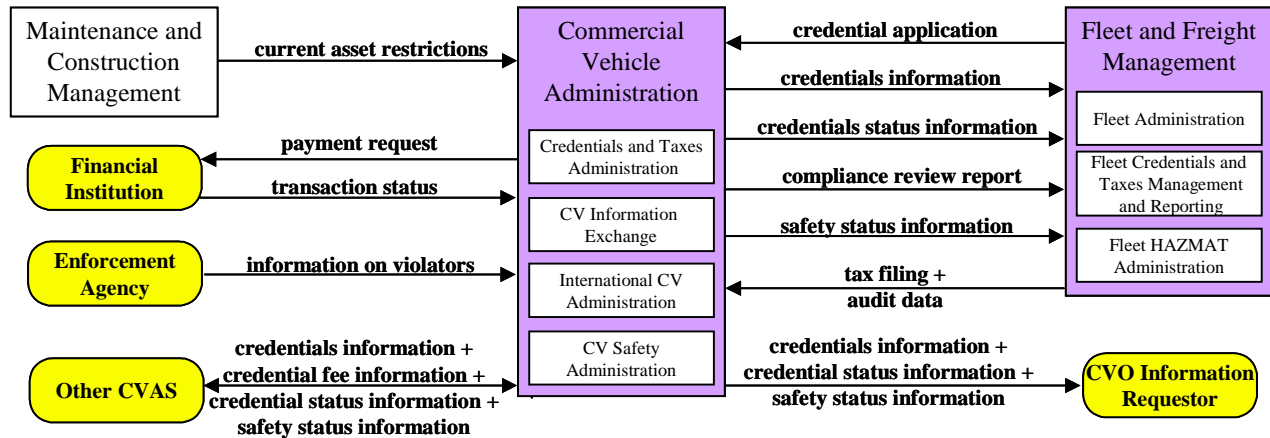 Maintenance and
Construction
Management
current asset restrictions
Commercial
Vehicle
Administration
credential application
Fleet and Freight
Management
credentials information
Fleet Administration
payment request
Credentials and Taxes
Administration
credentials status information
Financial
Institution
transaction status
compliance review report
Fleet Credentials and
Taxes Management
and Reporting
CV Information
Exchange
safety status information
Fleet HAZMAT
Administration
Enforcement
Agency
information on violators
International CV
Administration
tax filing +
audit data
Other CVAS
credentials information +
credential fee information +
credential status information +
safety status information
CV Safety
Administration
credentials information +
credential status information +
safety status information
CVO Information
Requestor